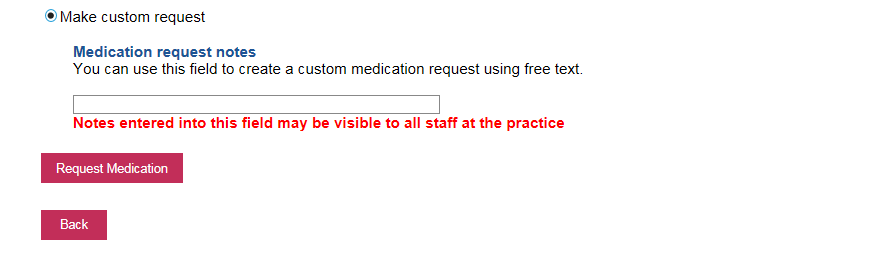 Make custom request
Medication request notes
You can use this field to create a custom medication request using free text.
Notes entered into this field may be visible to all staff at the practice
Request Medication
Back